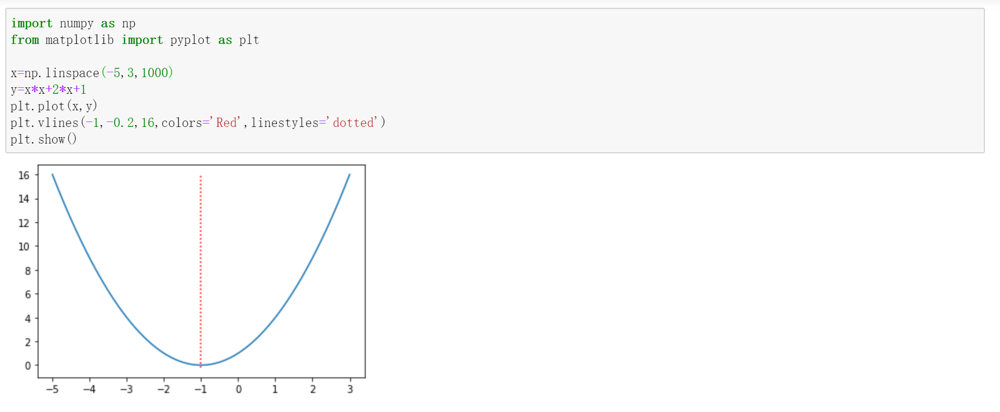 import numpy as np
from matplotlib import pyplot as plt
x=np.linspace(-5,3,1000)
y=x*x+2*x+1
plt.plot(x,y)
plt.vlines(-1,-0.2,16,colors='Red',linestyles='dotted')
plt.show()
16
14
12
10
8
6
4
2
0
−5 −4 −3 −2 −1 0 1 2 3